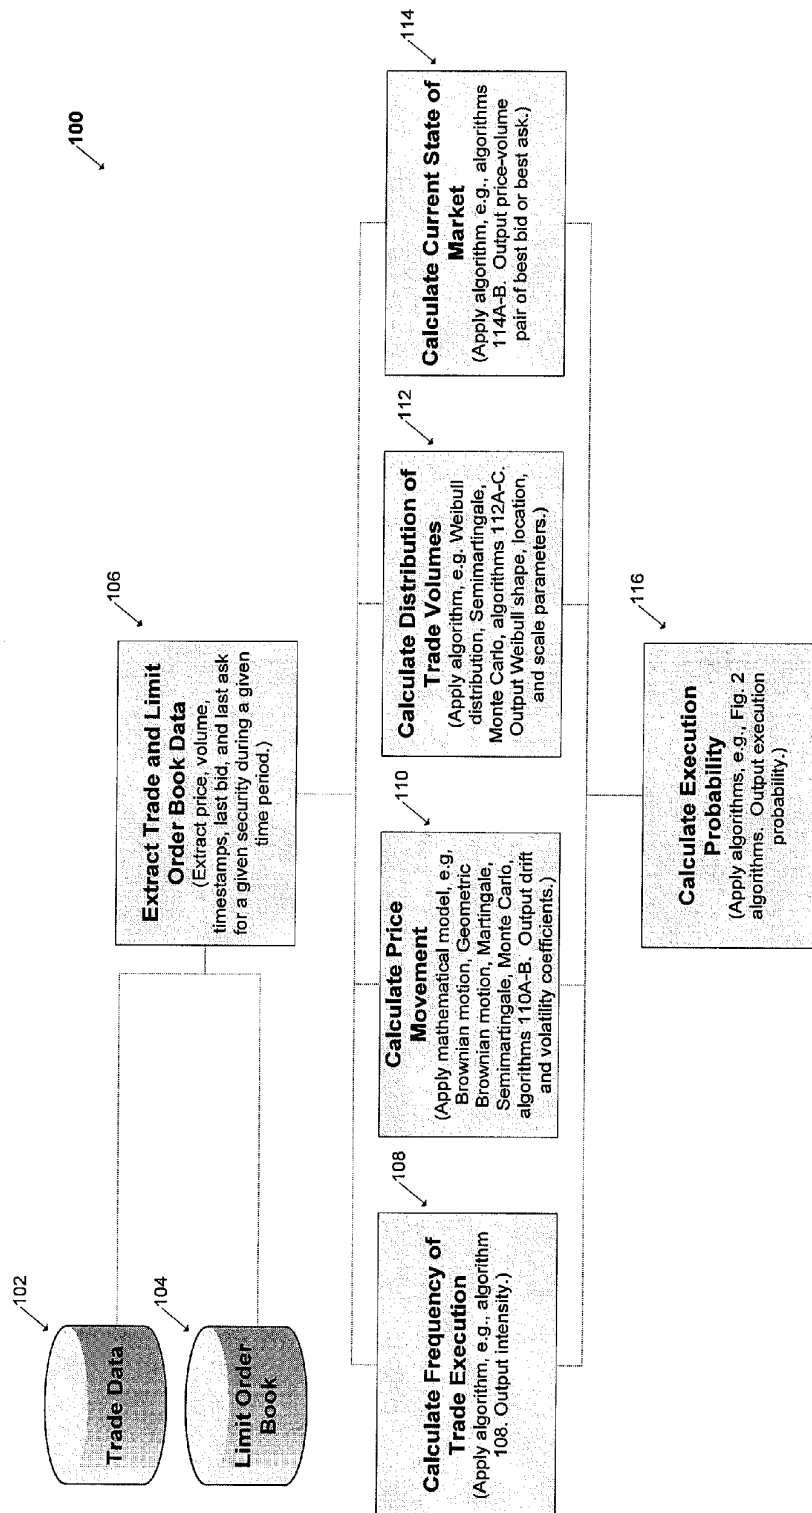 100
102
Trade Data
104
Limit Order
Book
106
Extract Trade and Limit
Order Book Data
(Extract price, volume,
timestamps, last bid, and last ask
for a given security during a given
time period.)
108
Calculate Frequency of
Trade Execution
(Apply algorithm, e.g., algorithm
108. Output intensity.)
110
Calculate Price
Movement
(Apply mathematical model, e.g,
Brownian motion, Geometric
Brownian motion, Martingale,
Semimartingale, Monte Carlo,
algorithms 110A-B. Output drift
and volatility coefficients.)
112
Calculate Distribution of
Trade Volumes
(Apply algorithm, e.g. Weibull
distribution, Semimartingale,
Monte Carlo, algorithms 112A-C.
Output Weibull shape, location,
and scale parameters.)
114
Calculate Current State of
Market
(Apply algorithm, e.g., algorithms
114A-B. Output price-volume
pair of best bid or best ask.)
116
Calculate Execution
Probability
(Apply algorithms, e.g., Fig. 2
algorithms. Output execution
probability.)